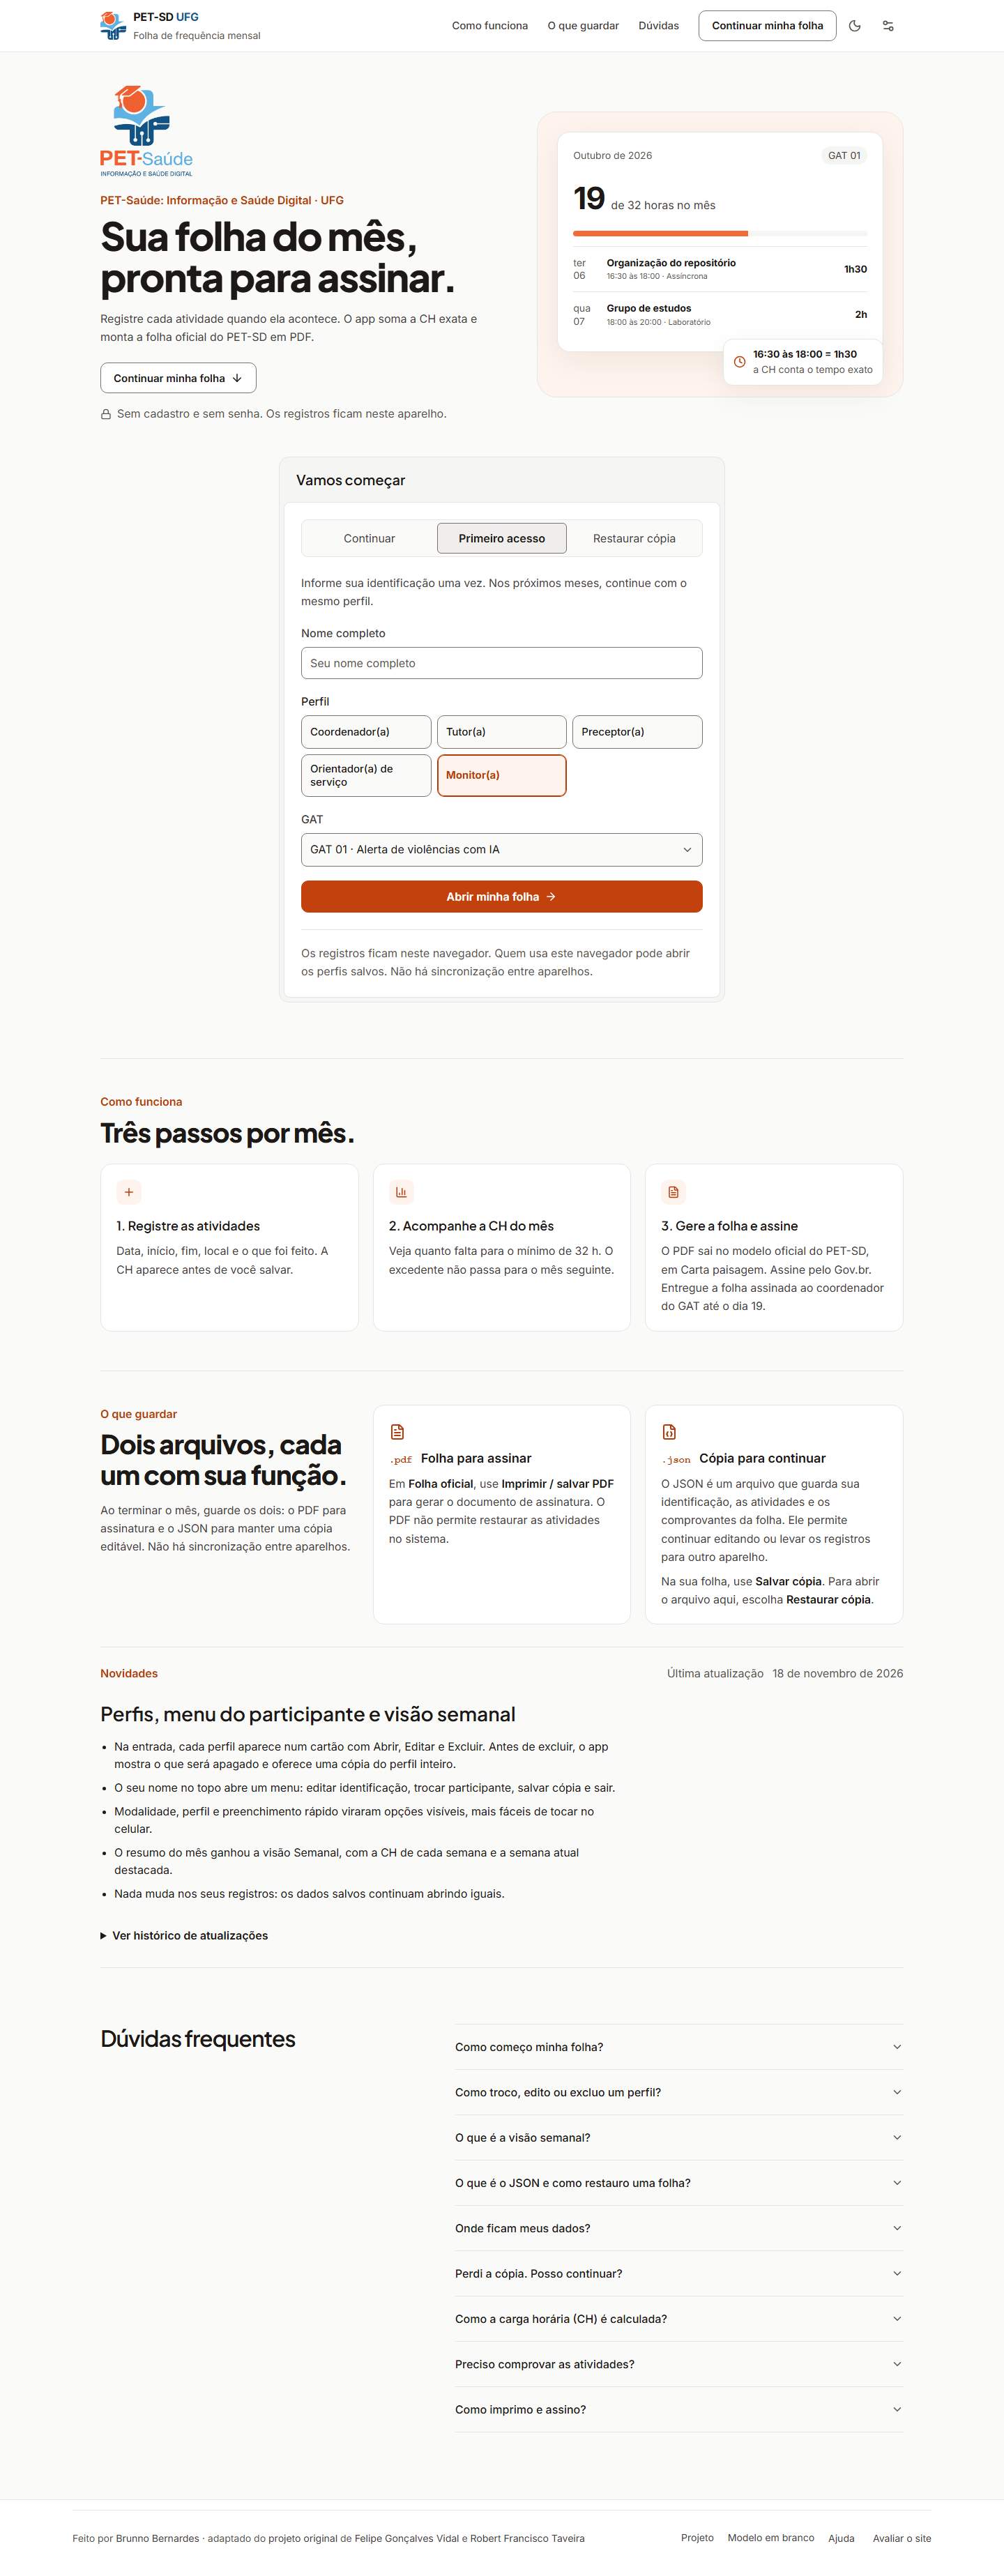 PET-SD UFG
Folha de frequência mensal
Como funciona
O que guardar
Dúvidas
Continuar minha folha
PET-Saúde
INFORMAÇÃO E SAÚDE DIGITAL
PET-Saúde: Informação e Saúde Digital · UFG
Sua folha do mês,
pronta para assinar.
Registre cada atividade quando ela acontece. O app soma a CH exata e
monta a folha oficial do PET-SD em PDF.
Continuar minha folha
Sem cadastro e sem senha. Os registros ficam neste aparelho.
Outubro de 2026
GAT 01
19 de 32 horas no mês
ter
06
Organização do repositório
16:30 às 18:00 · Assíncrona
1h30
qua
07
Grupo de estudos
18:00 às 20:00 · Laboratório
2h
16:30 às 18:00 = 1h30
a CH conta o tempo exato
Vamos começar
Continuar
Primeiro acesso
Restaurar cópia
Informe sua identificação uma vez. Nos próximos meses, continue com o
mesmo perfil.
Nome completo
Seu nome completo
Perfil
Coordenador(a)
Tutor(a)
Preceptor(a)
Orientador(a) de
serviço
Monitor(a)
GAT
GAT 01 · Alerta de violências com IA
Abrir minha folha
Os registros ficam neste navegador. Quem usa este navegador pode abrir
os perfis salvos. Não há sincronização entre aparelhos.
Como funciona
Três passos por mês.
1. Registre as atividades
Data, início, fim, local e o que foi feito. A
CH aparece antes de você salvar.
2. Acompanhe a CH do mês
Veja quanto falta para o mínimo de 32 h. O
excedente não passa para o mês seguinte.
3. Gere a folha e assine
O PDF sai no modelo oficial do PET-SD,
em Carta paisagem. Assine pelo Gov.br.
Entregue a folha assinada ao coordenador
do GAT até o dia 19.
O que guardar
Dois arquivos, cada
um com sua função.
Ao terminar o mês, guarde os dois: o PDF para
assinatura e o JSON para manter uma cópia
editável. Não há sincronização entre aparelhos.
.pdf Folha para assinar
Em Folha oficial, use Imprimir / salvar PDF
para gerar o documento de assinatura. O
PDF não permite restaurar as atividades
no sistema.
.json Cópia para continuar
O JSON é um arquivo que guarda sua
identificação, as atividades e os
comprovantes da folha. Ele permite
continuar editando ou levar os registros
para outro aparelho.
Na sua folha, use Salvar cópia. Para abrir
o arquivo aqui, escolha Restaurar cópia.
Novidades
Última atualização 18 de novembro de 2026
Perfis, menu do participante e visão semanal
• Na entrada, cada perfil aparece num cartão com Abrir, Editar e Excluir. Antes de excluir, o app
mostra o que será apagado e oferece uma cópia do perfil inteiro.
• O seu nome no topo abre um menu: editar identificação, trocar participante, salvar cópia e sair.
• Modalidade, perfil e preenchimento rápido viraram opções visíveis, mais fáceis de tocar no
celular.
• O resumo do mês ganhou a visão Semanal, com a CH de cada semana e a semana atual
destacada.
• Nada muda nos seus registros: os dados salvos continuam abrindo iguais.
Ver histórico de atualizações
Dúvidas frequentes
Como começo minha folha?
Como troco, edito ou excluo um perfil?
O que é a visão semanal?
O que é o JSON e como restauro uma folha?
Onde ficam meus dados?
Perdi a cópia. Posso continuar?
Como a carga horária (CH) é calculada?
Preciso comprovar as atividades?
Como imprimo e assino?
Feito por Brunno Bernardes · adaptado do projeto original de Felipe Gonçalves Vidal e Robert Francisco Taveira
Projeto
Modelo em branco
Ajuda
Avaliar o site